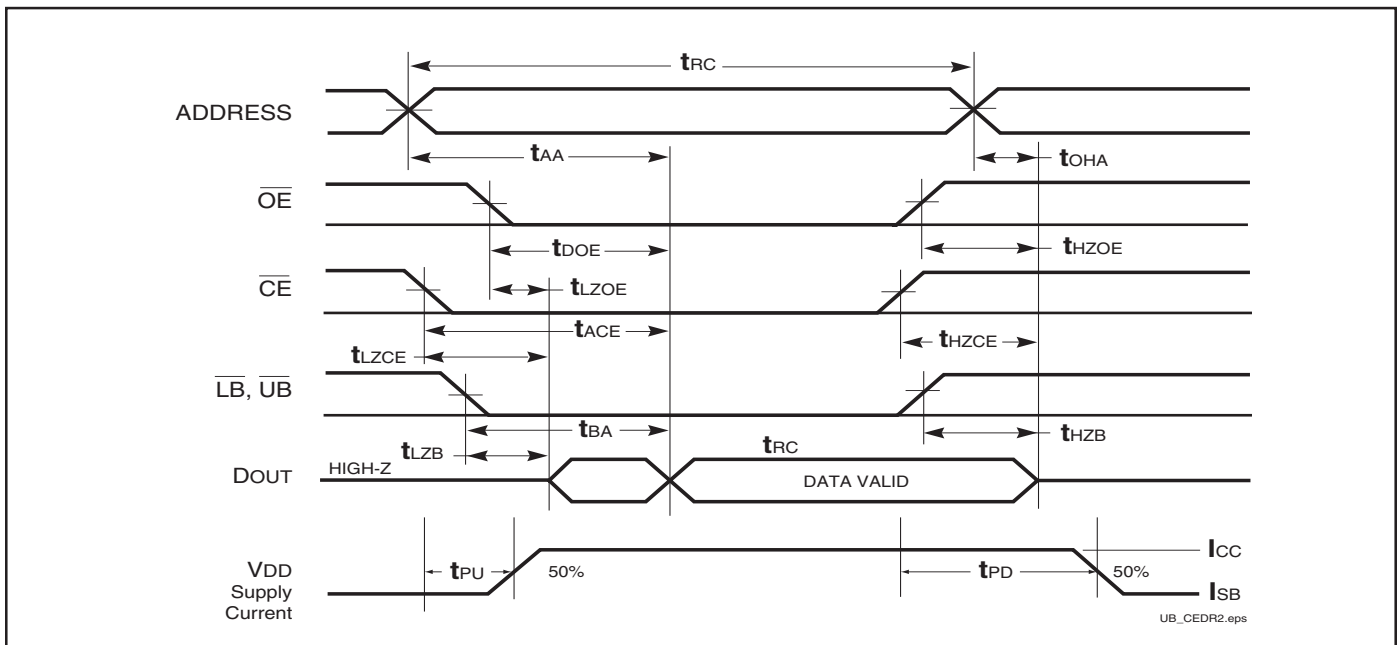 tRC
ADDRESS
tAA
tOHA
OE
tDOE
tHZOE
CE
tLZOE
tACE
tHZCE
tLZCE
LB, UB
tBA
tHZB
tLZB
tRC
DOUT
HIGH-Z
DATA VALID
ICC
tPU
50%
tPD
50%
VDD
Supply
Current
ISB
UB_CEDR2.eps